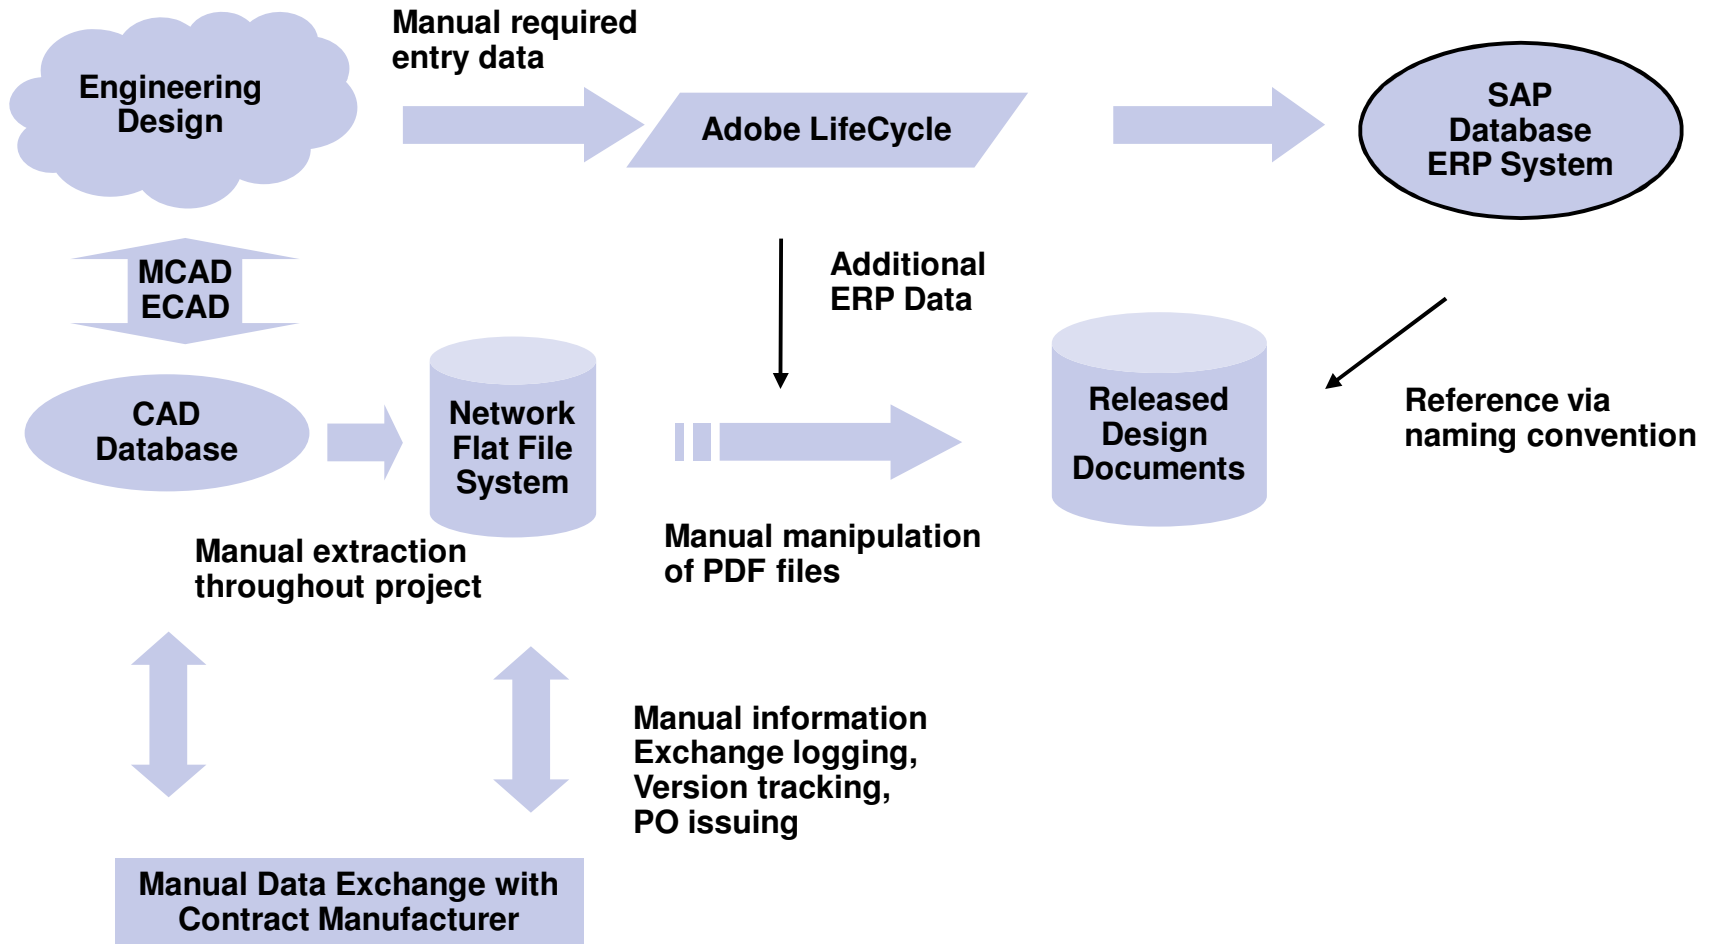 Manual required
entry data
Engineering
Design
Adobe LifeCycle
SAP
Database
ERP System
MCAD
ECAD
Additional
ERP Data
CAD
Database
Network
Flat File
System
Released
Design
Documents
Reference via
naming convention
Manual extraction
throughout project
Manual manipulation
of PDF files
Manual information
Exchange logging,
Version tracking,
PO issuing
Manual Data Exchange with
Contract Manufacturer